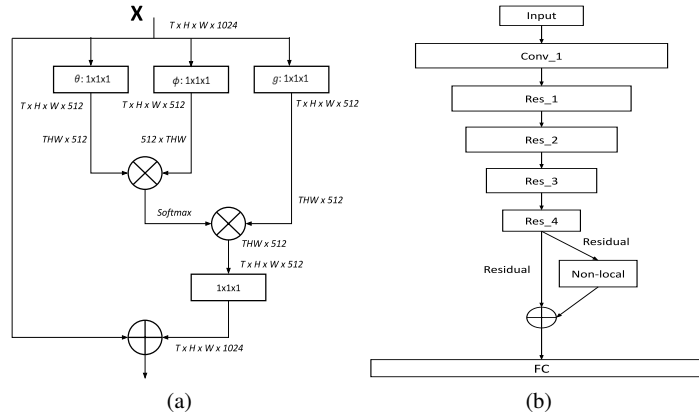 X
T x H x W x 1024
θ: 1x1x1
ϕ: 1x1x1
g: 1x1x1
T x H x W x 512
T x H x W x 512
T x H x W x 512
THW x 512
512 x THW
THW x 512
Softmax
THW x 512
T x H x W x 512
1x1x1
T x H x W x 1024
(a)
Input
Conv_1
Res_1
Res_2
Res_3
Res_4
Residual
Residual
Non-local
FC
(b)